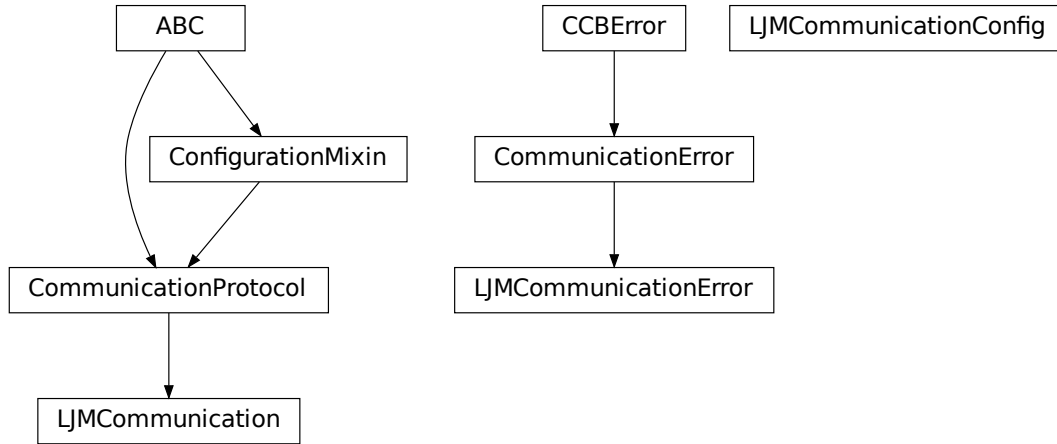 ABC
CCBError
LJMCommunicationConfig
ConfigurationMixin
CommunicationError
CommunicationProtocol
LJMCommunicationError
LJMCommunication